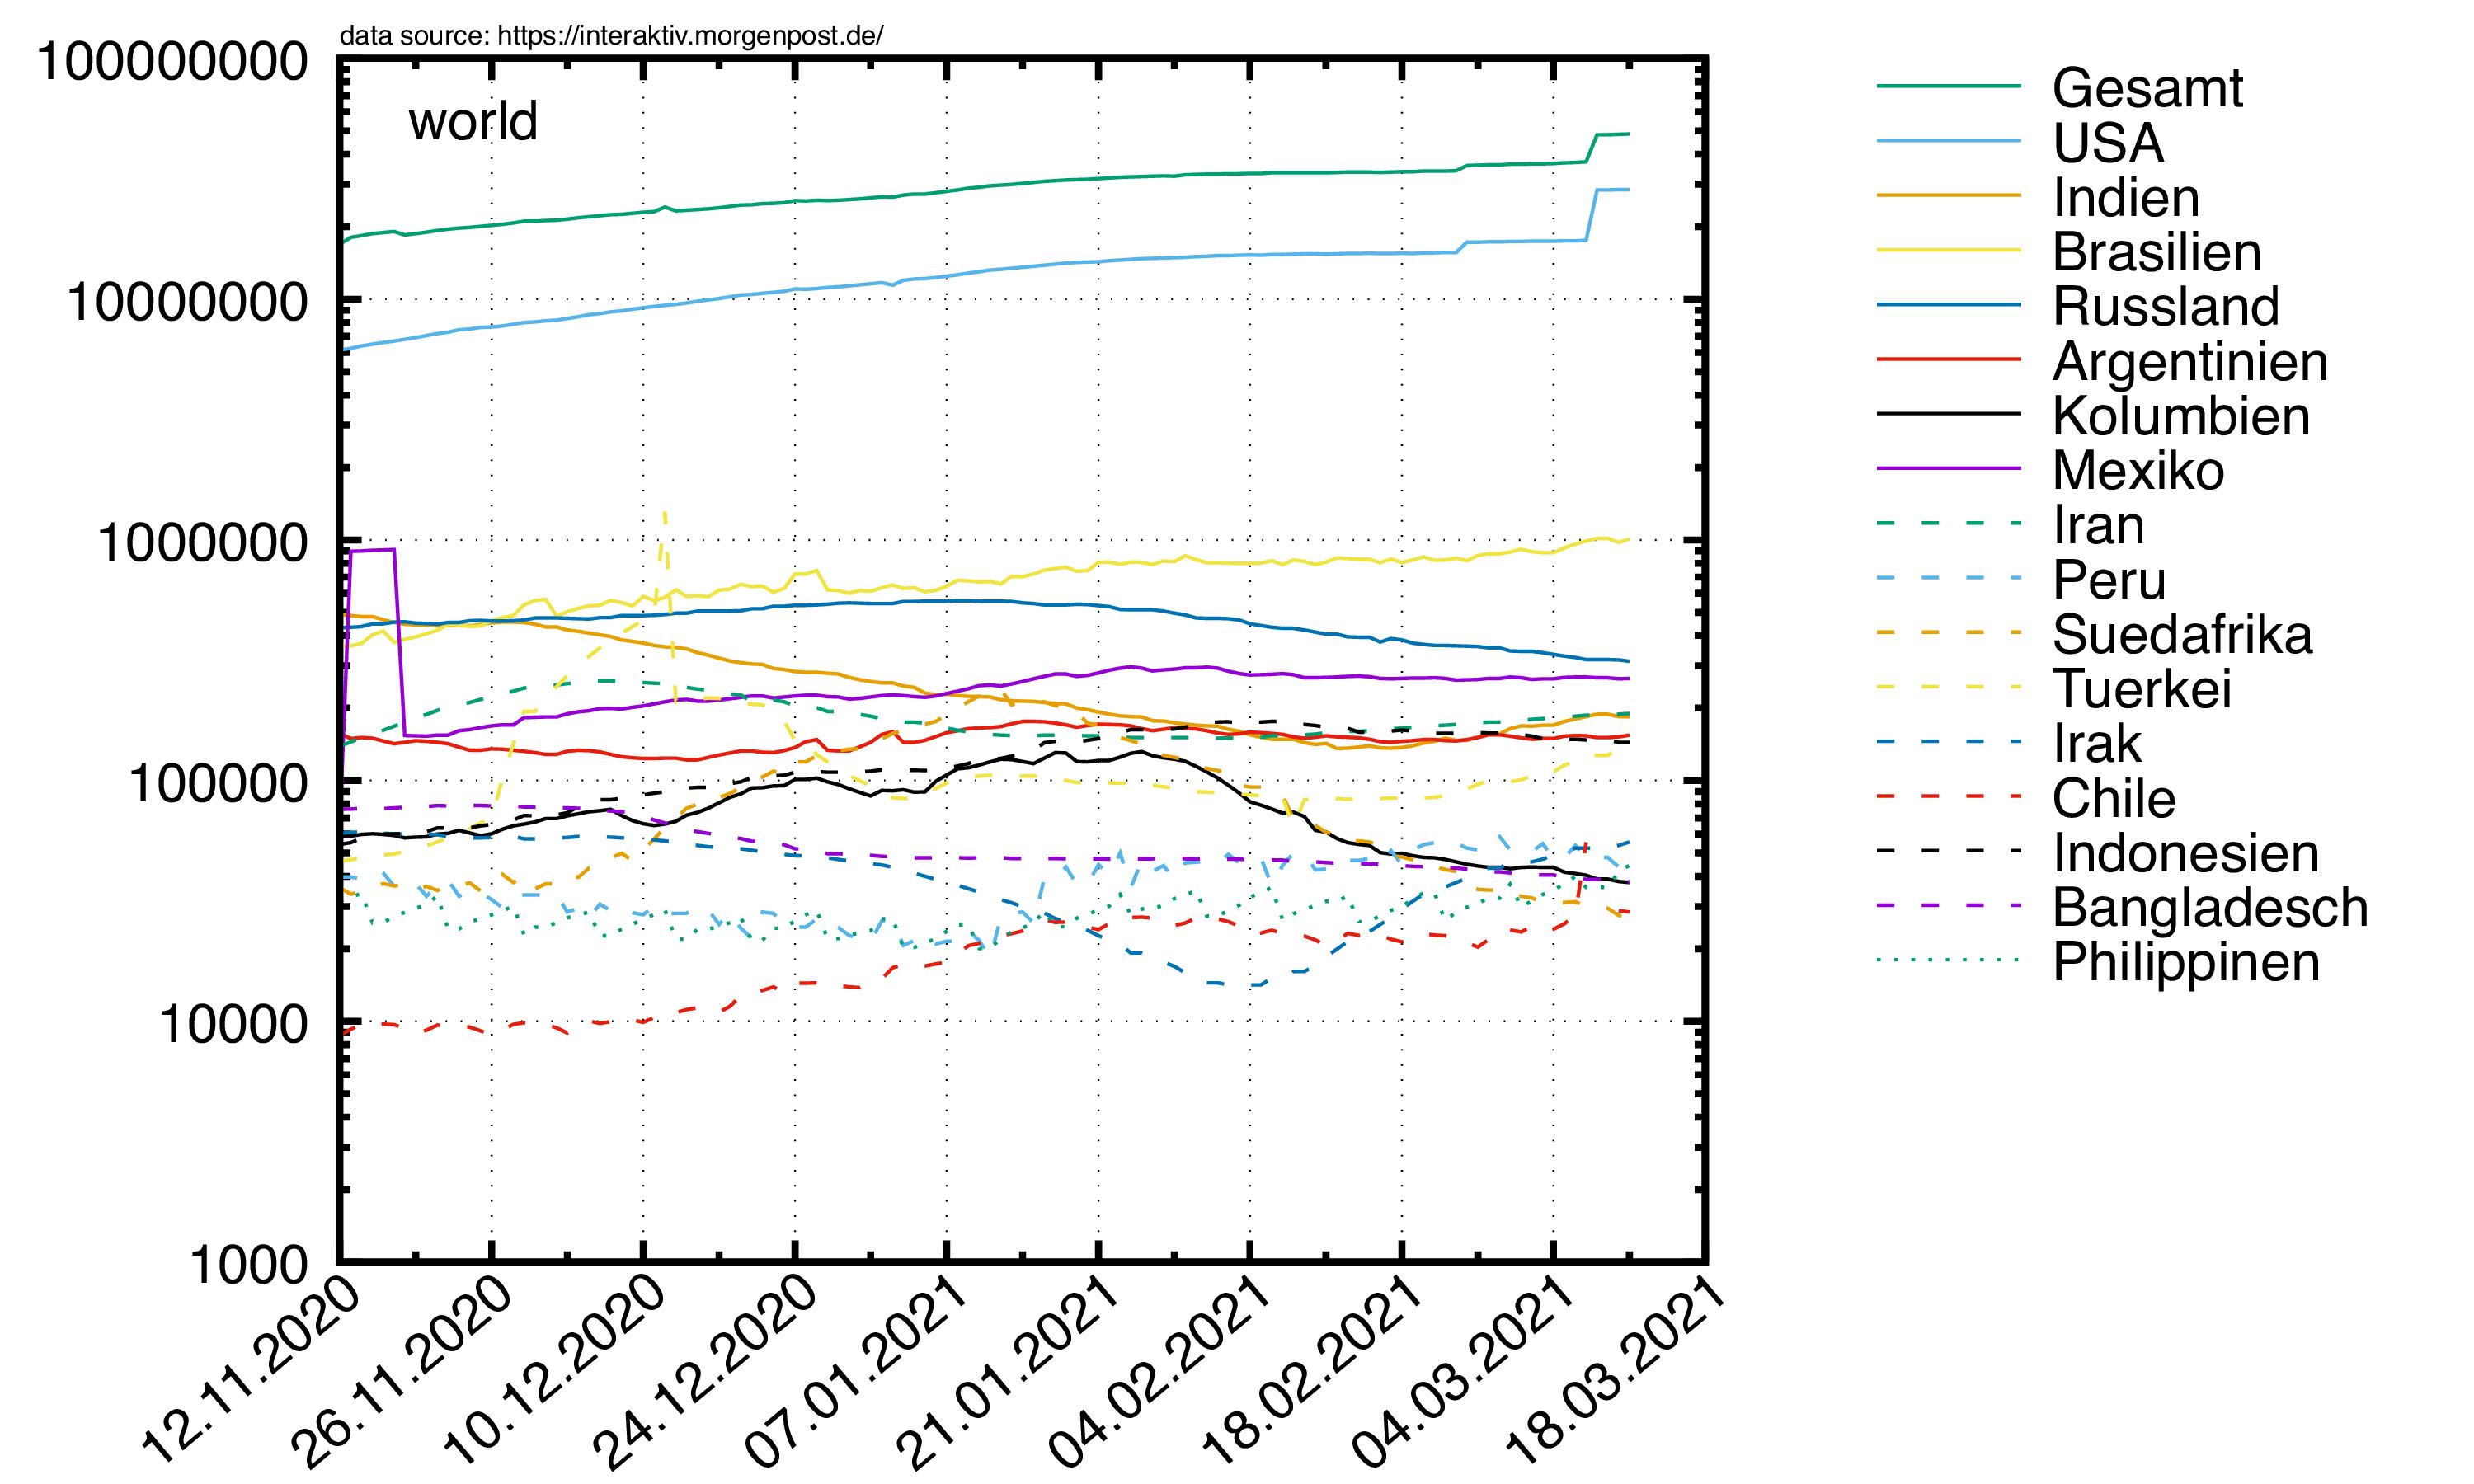 data source: https://interaktiv.morgenpost.de/
100000000
10000000
1000000
100000
10000
1000
world
12.11.2020
26.11.2020
10.12.2020
24.12.2020
07.01.2021
21.01.2021
04.02.2021
18.02.2021
04.03.2021
18.03.2021
Gesamt
USA
Indien
Brasilien
Russland
Argentinien
Kolumbien
Mexiko
Iran
Peru
Suedafrika
Tuerkei
Irak
Chile
Indonesien
Bangladesch
Philippinen